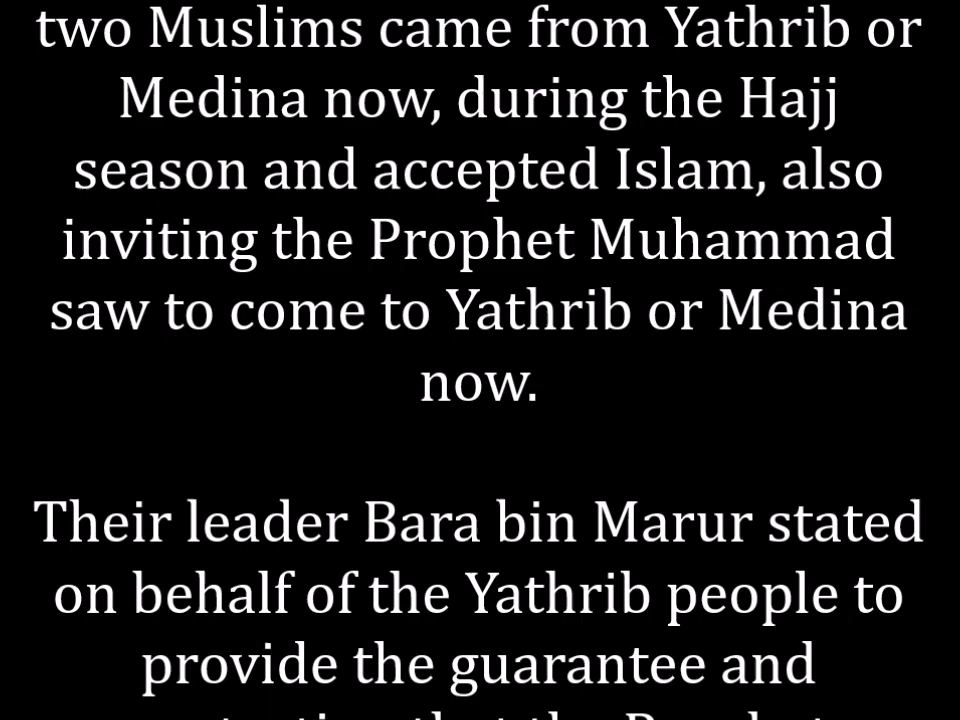 two Muslims came from Yathrib or
Medina now, during the Hajj
season and accepted Islam, also
inviting the Prophet Muhammad
saw to come to Yathrib or Medina
now.
Their leader Bara bin Marur stated
on behalf of the Yathrib people to
provide the guarantee and
that the